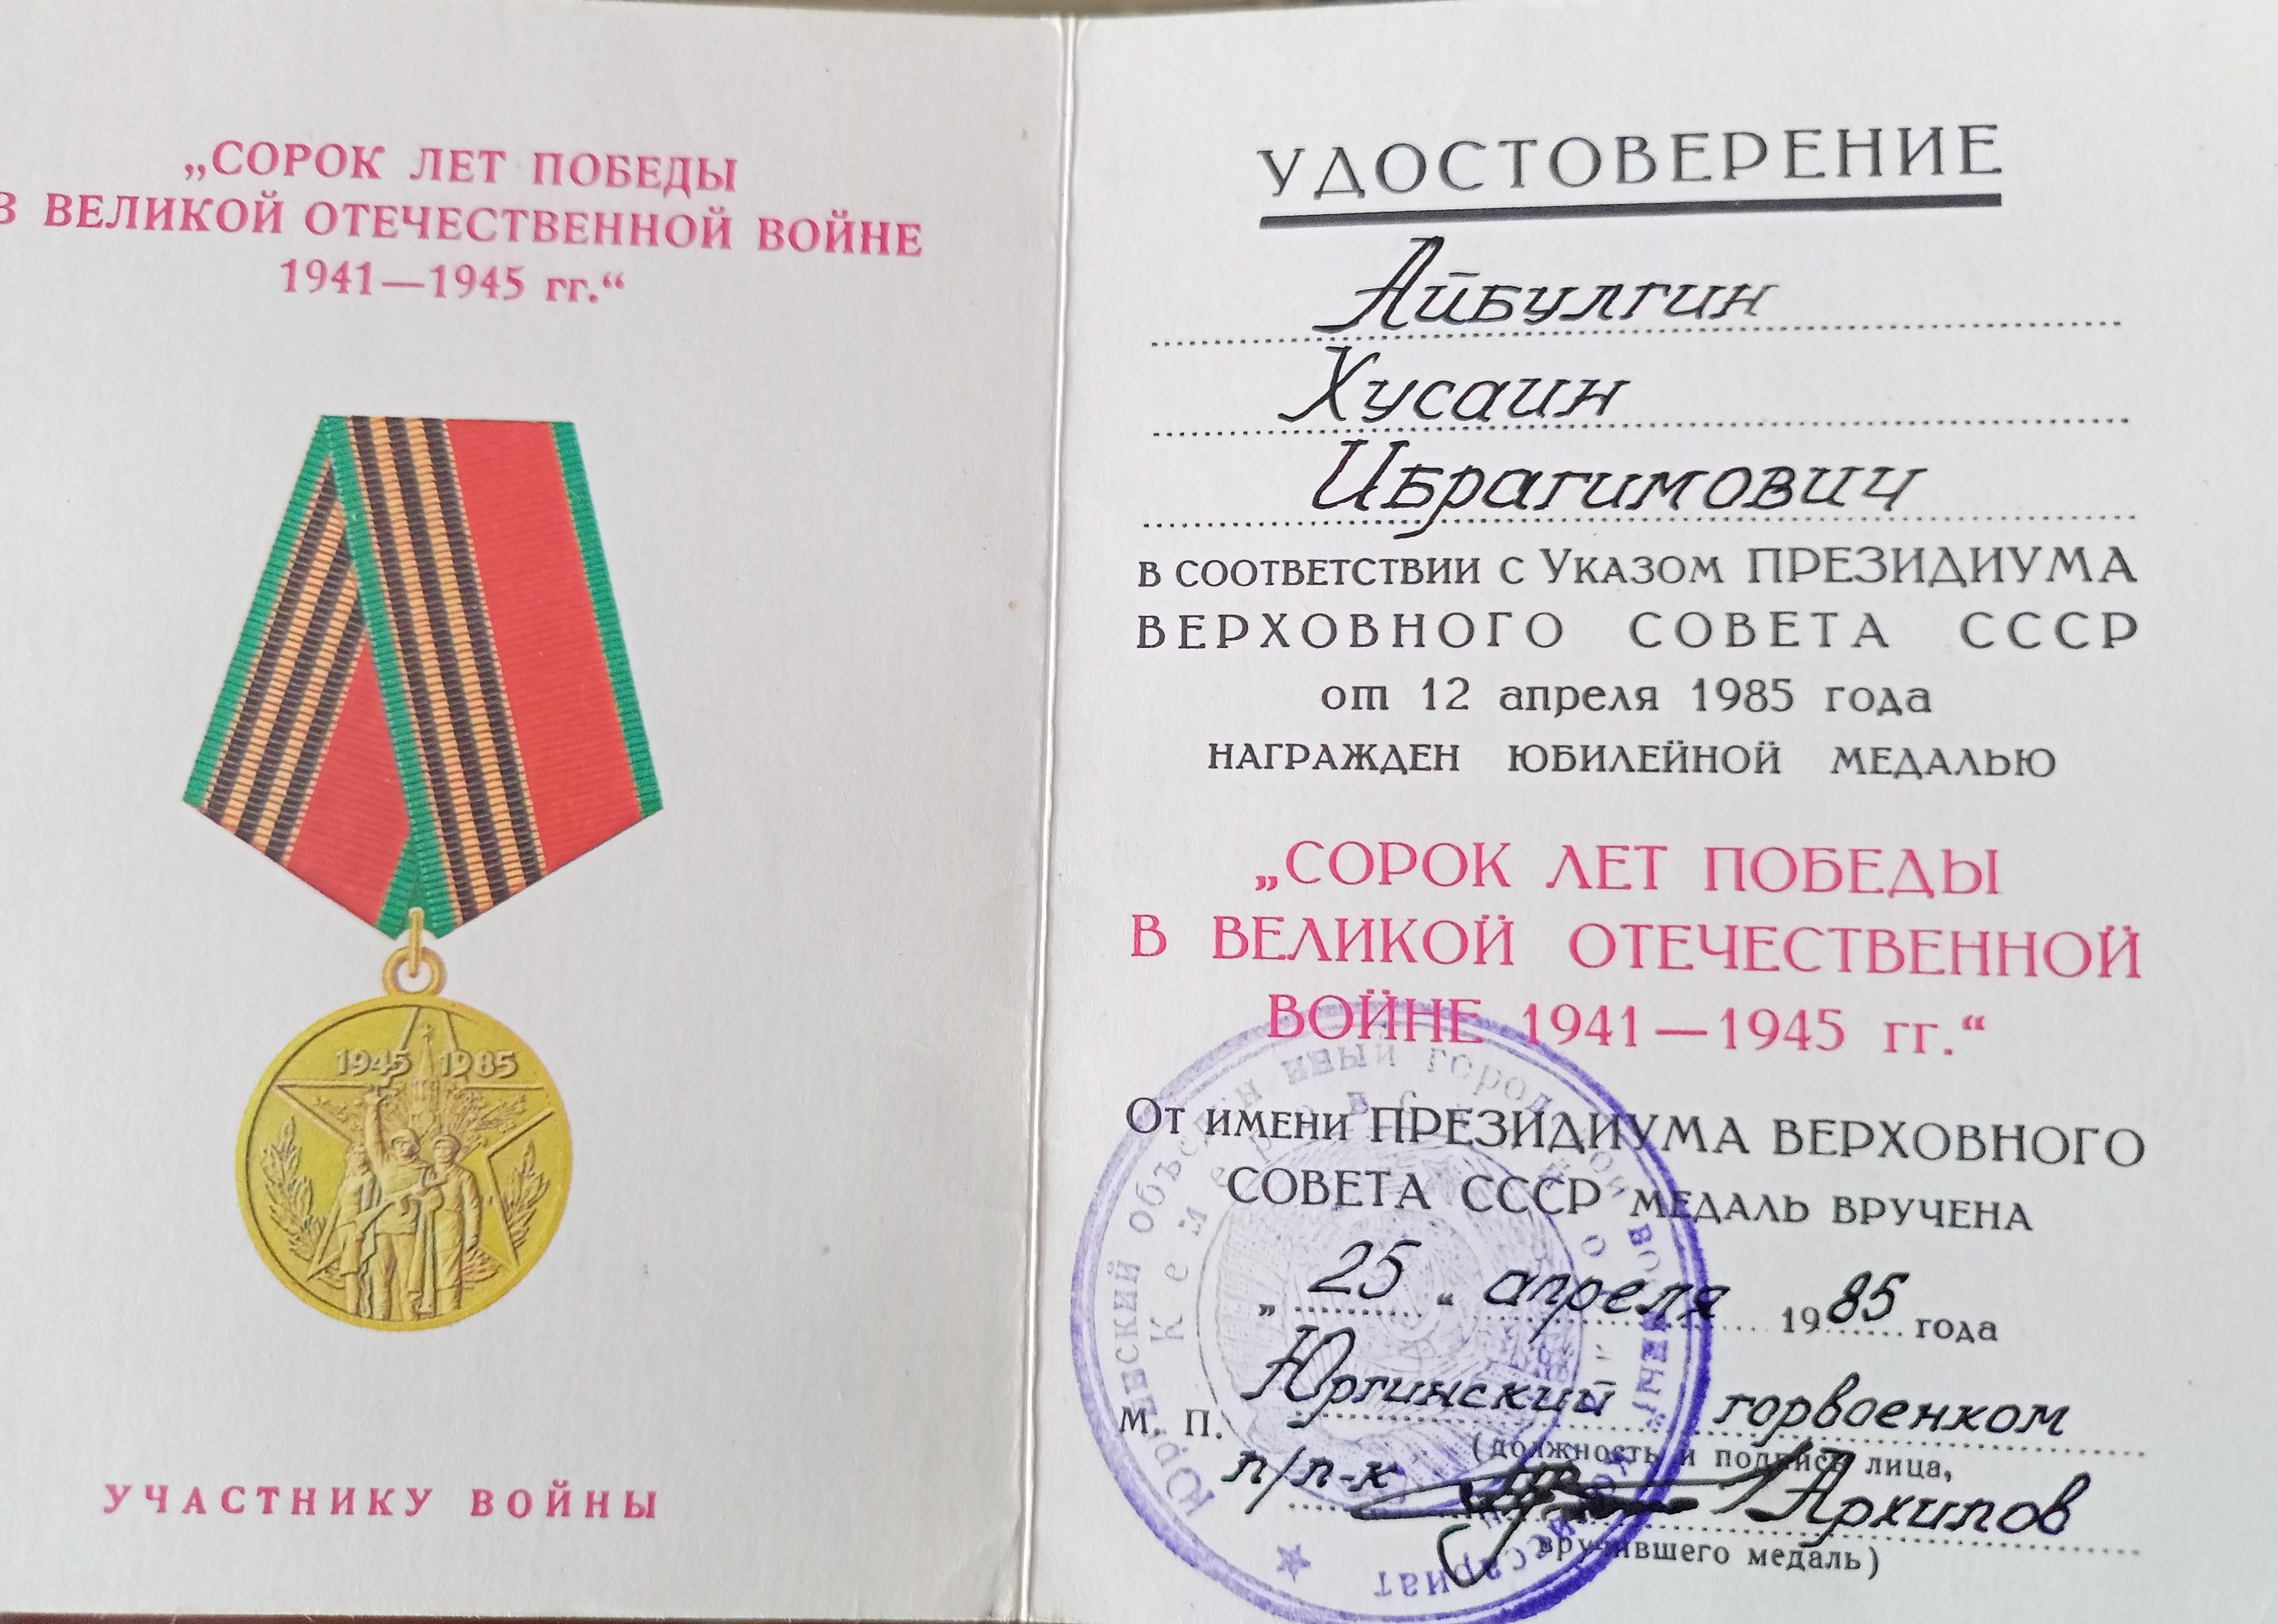 „СОРОК ЛЕТ ПОБЕДЫ
В ВЕЛИКОЙ ОТЕЧЕСТВЕННОЙ ВОЙНЕ
1941—1945 гг.“
1945 1985
УЧАСТНИКУ ВОЙНЫ
УДОСТОВЕРЕНИЕ
Айбулгин
Хусаин
Ибрагимович
В СООТВЕТСТВИИ С УКАЗОМ ПРЕЗИДИУМА
ВЕРХОВНОГО СОВЕТА СССР
от 12 апреля 1985 года
НАГРАЖДЕН ЮБИЛЕЙНОЙ МЕДАЛЬЮ
„СОРОК ЛЕТ ПОБЕДЫ
В ВЕЛИКОЙ ОТЕЧЕСТВЕННОЙ
ВОЙНЕ 1941—1945 гг.“
ОТ ИМЕНИ ПРЕЗИДИУМА ВЕРХОВНОГО
СОВЕТА СССР МЕДАЛЬ ВРУЧЕНА
„ 25 “ апреля 1985 года
Юргинский горвоенком
М. П. (должность и подпись лица,
п/п-к Архипов
вручившего медаль)